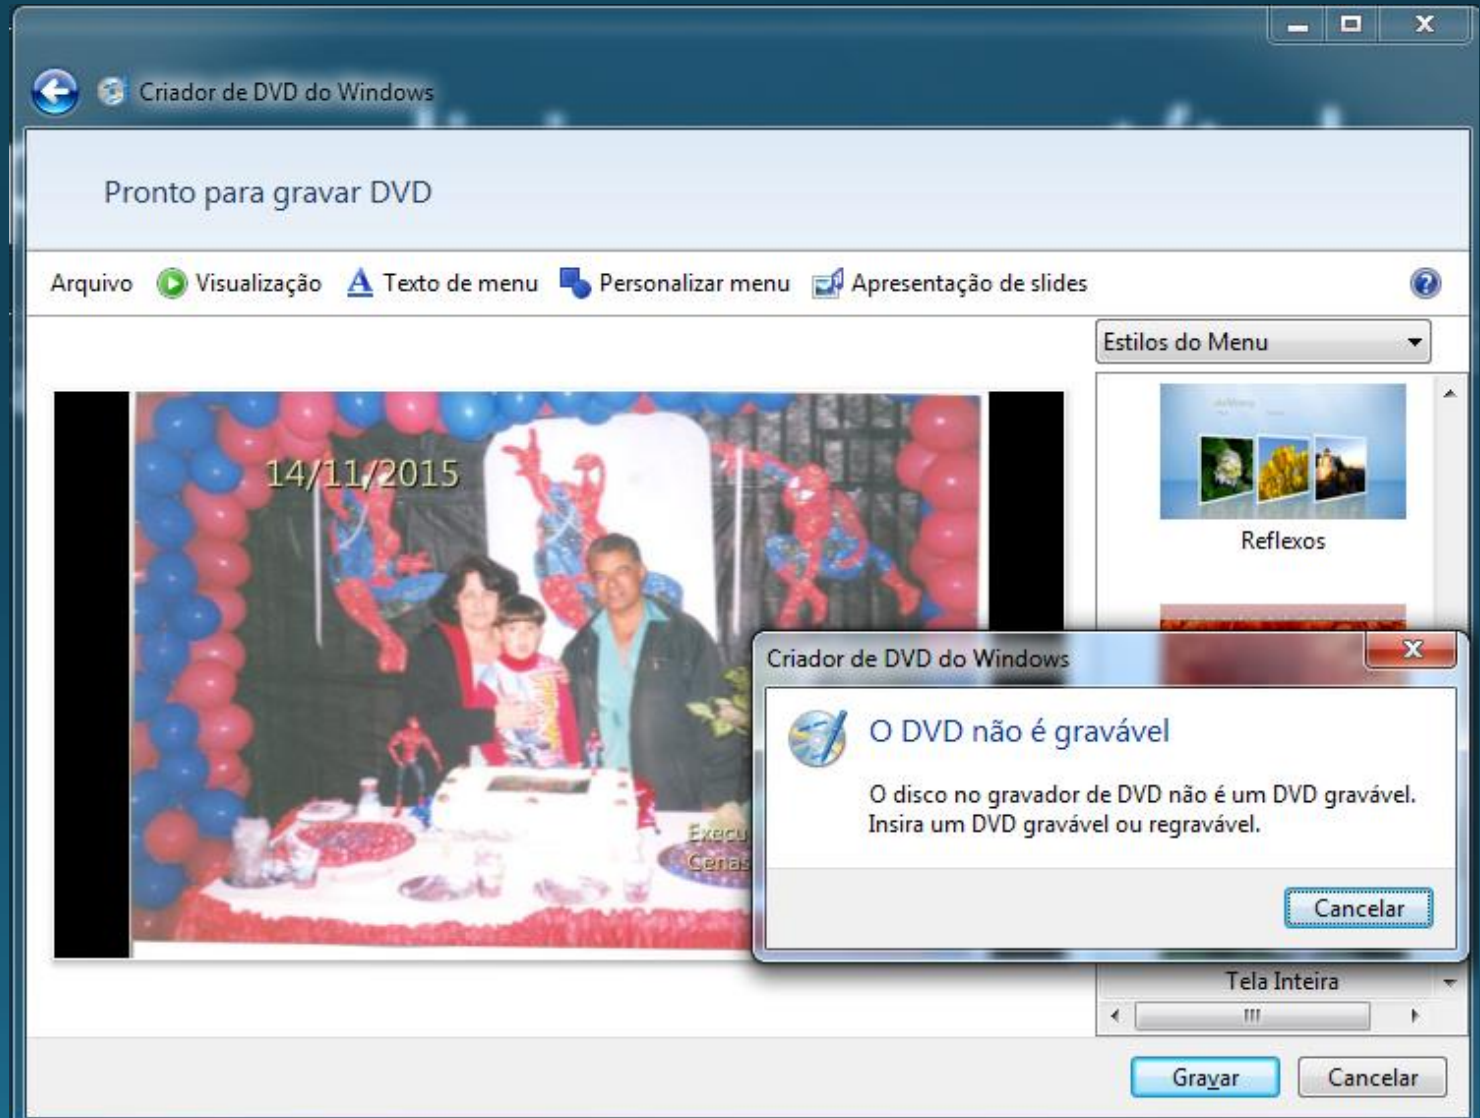 Criador de DVD do Windows
Pronto para gravar DVD
Arquivo Visualização Texto de menu Personalizar menu Apresentação de slides
Estilos do Menu
14/11/2015
Reflexos
Criador de DVD do Windows
O DVD não é gravável
O disco no gravador de DVD não é um DVD gravável.
Insira um DVD gravável ou regravável.
Cancelar
Cenas
Tela Inteira
Gravar Cancelar